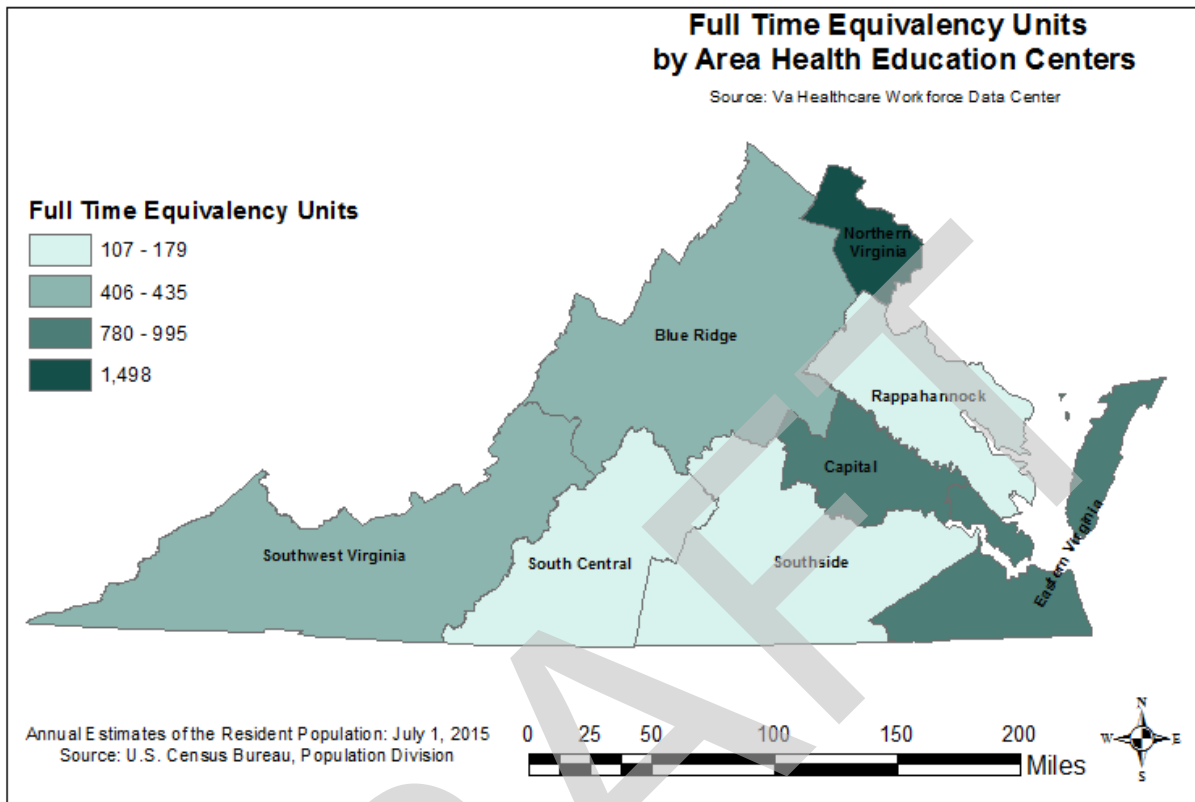 Full Time Equivalency Units
by Area Health Education Centers
Source: Va Healthcare Workforce Data Center
Full Time Equivalency Units
107 - 179
406 - 435
780 - 995
1,498
Northern
Virginia
Blue Ridge
Rappahannock
Capital
Southwest Virginia
South Central
Southside
Eastern Virginia
Annual Estimates of the Resident Population: July 1, 2015
Source: U.S. Census Bureau, Population Division
0 25 50 100 150 200
Miles
N
W E
S
DRAFT